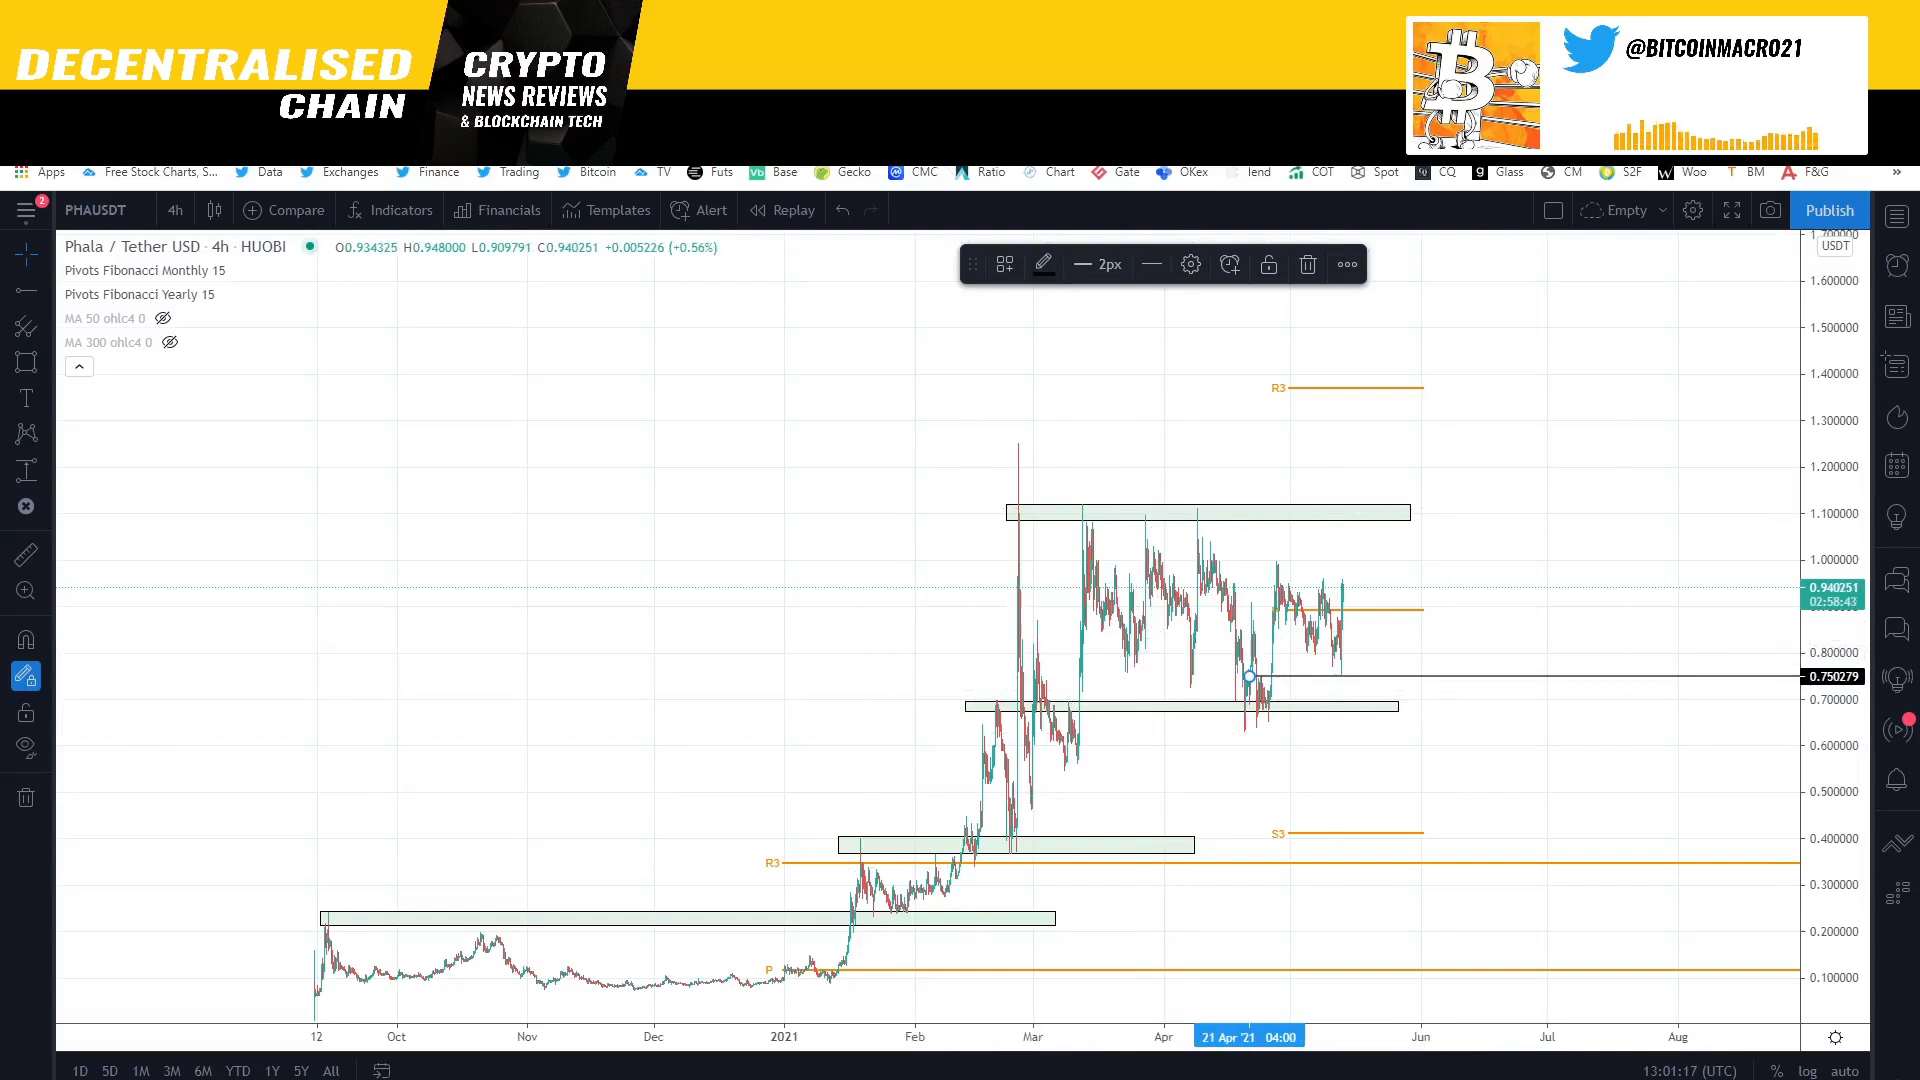 DECENTRALISED
CHAIN
CRYPTO
NEWS REVIEWS
& BLOCKCHAIN TECH
@BITCOINMACRO21
Apps Free Stock Charts, S... Data Exchanges Finance Trading Bitcoin TV Futs Base Gecko CMC Ratio Chart Gate OKex lend COT Spot CQ Glass CM S2F Woo BM F&G »
2
PHAUSDT 4h Compare Indicators Financials Templates Alert Replay Empty Publish
Phala / Tether USD · 4h · HUOBI O0.934325 H0.948000 L0.909791 C0.940251 +0.005226 (+0.56%)
Pivots Fibonacci Monthly 15
Pivots Fibonacci Yearly 15
MA 50 ohlc4 0
MA 300 ohlc4 0
2px
USDT
1.700000
1.600000
1.500000
1.400000
1.300000
1.200000
1.100000
1.000000
0.940251
02:58:43
0.800000
0.750279
0.700000
0.600000
0.500000
0.400000
0.300000
0.200000
0.100000
R3
S3
R3
P
12 Oct Nov Dec 2021 Feb Mar Apr 21 Apr '21 04:00 Jun Jul Aug
1D 5D 1M 3M 6M YTD 1Y 5Y All 13:01:17 (UTC) % log auto